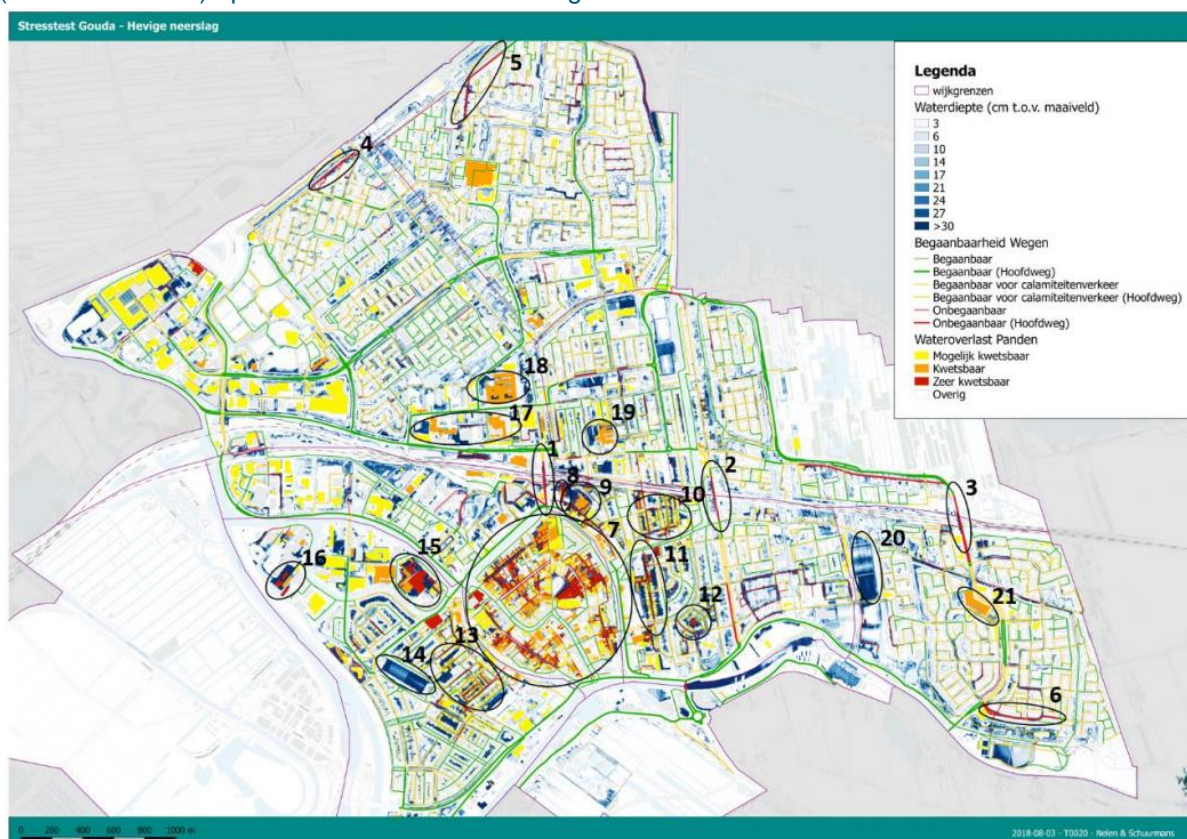 Stresstest Gouda - Hevige neerslag
Legenda
wijkgrenzen
Waterdiepte (cm t.o.v. maaiveld)
3
6
10
14
17
21
24
27
>30
Begaanbaarheid Wegen
Begaanbaar
Begaanbaar (Hoofdweg)
Begaanbaar voor calamiteitenverkeer
Begaanbaar voor calamiteitenverkeer (Hoofdweg)
Onbegaanbaar
Onbegaanbaar (Hoofdweg)
Wateroverlast Panden
Mogelijk kwetsbaar
Kwetsbaar
Zeer kwetsbaar
Overig
5
4
18
17
19
1
2
8
9
10
3
7
11
20
15
16
12
21
13
14
6
0 200 400 600 800 1000 m
2018-08-03 - T0020 - Nelen & Schuurmans